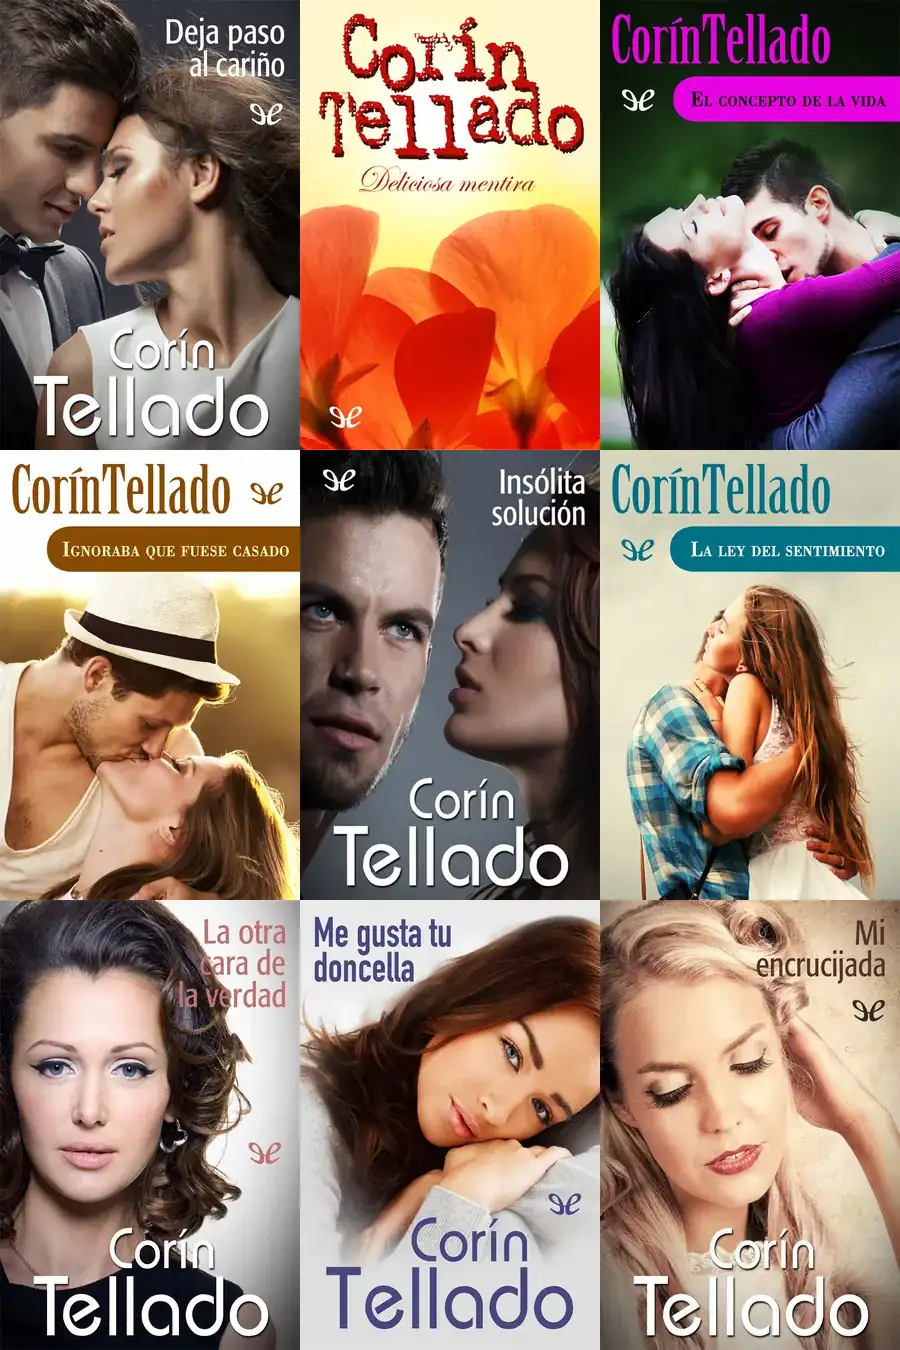 Deja paso
al cariño
Corín
Tellado
Corín
Tellado
Deliciosa mentira
CorínTellado
El concepto de la vida
CorínTellado
Ignoraba que fuese casado
Insólita
solución
Corín
Tellado
CorínTellado
La ley del sentimiento
La otra
cara de
la verdad
Corín
Tellado
Me gusta tu
doncella
Corín
Tellado
Mi
encrucijada
Corín
Tellado